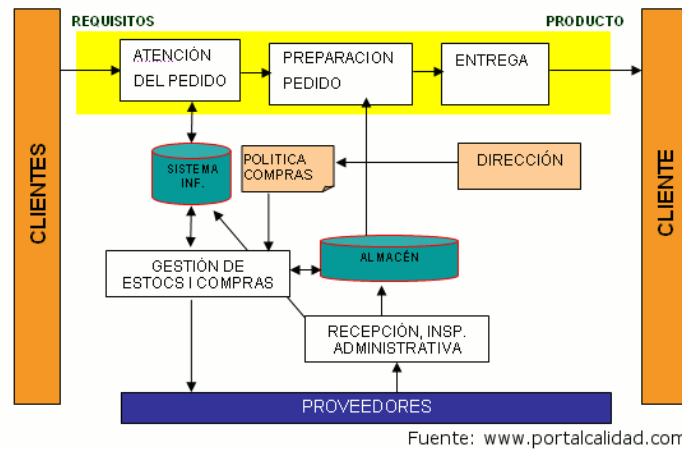 REQUISITOS
PRODUCTO
ATENCIÓN
DEL PEDIDO
PREPARACION
PEDIDO
ENTREGA
CLIENTES
CLIENTE
SISTEMA
INF.
POLITICA
COMPRAS
DIRECCIÓN
GESTIÓN DE
ESTOCS I COMPRAS
ALMACÉN
RECEPCIÓN, INSP.
ADMINISTRATIVA
PROVEEDORES
Fuente: www.portalcalidad.com